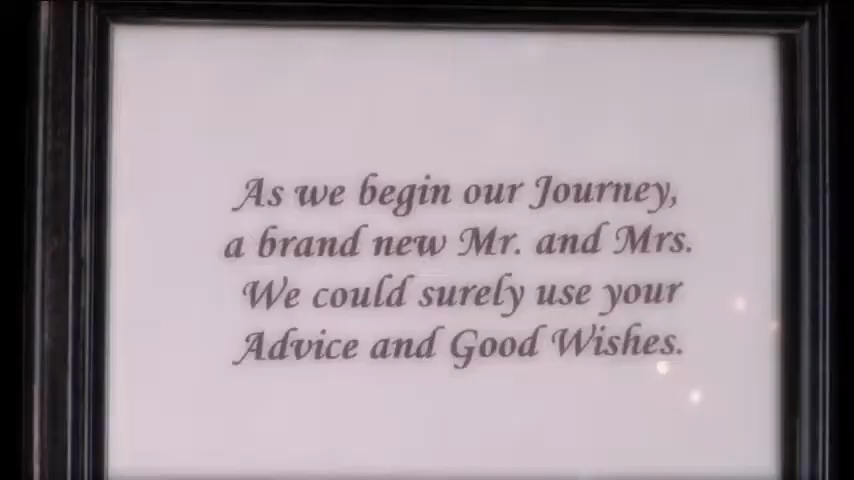 As we begin our Journey,
a brand new Mr. and Mrs.
We could surely use your
Advice and Good Wishes.